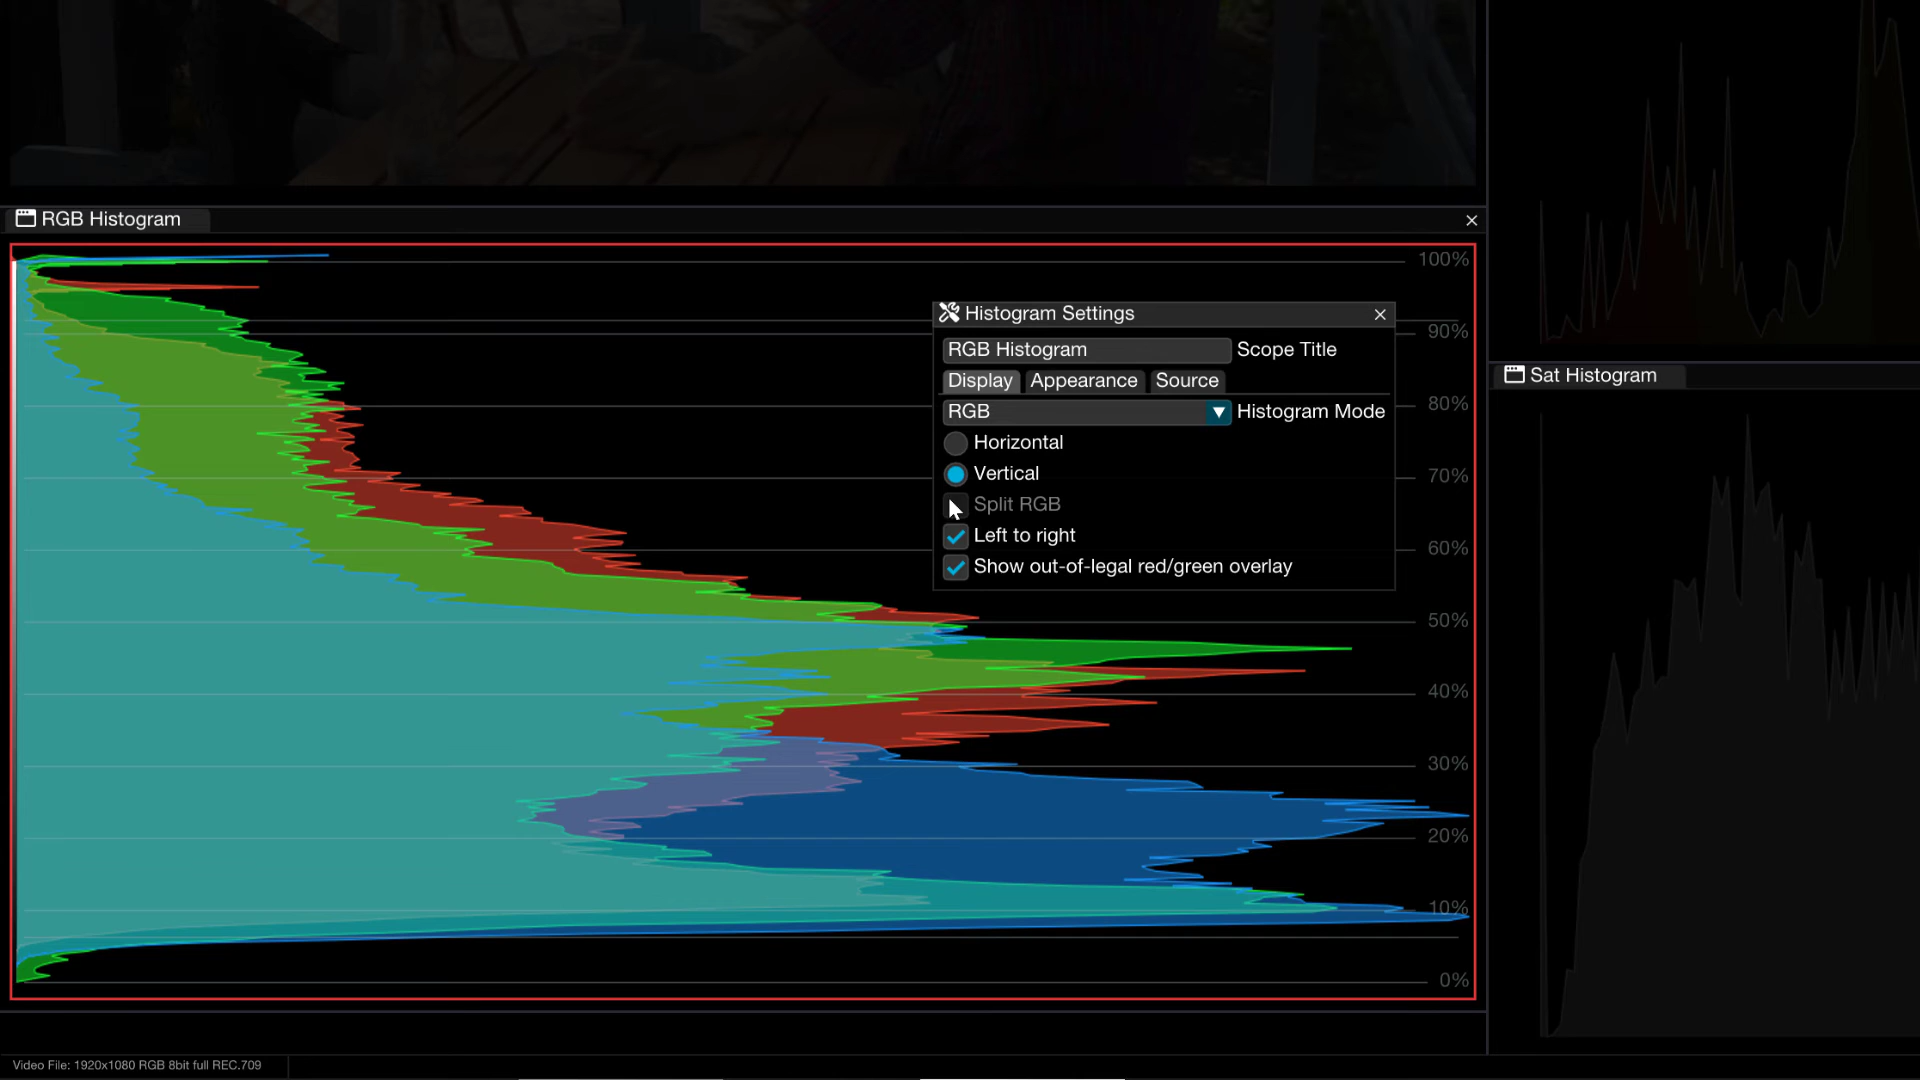 RGB Histogram
100%
90%
80%
70%
60%
50%
40%
30%
20%
10%
0%
Histogram Settings
RGB Histogram Scope Title
Display Appearance Source
RGB Histogram Mode
Horizontal
Vertical
Split RGB
Left to right
Show out-of-legal red/green overlay
Sat Histogram
Video File: 1920x1080 RGB 8bit full REC.709